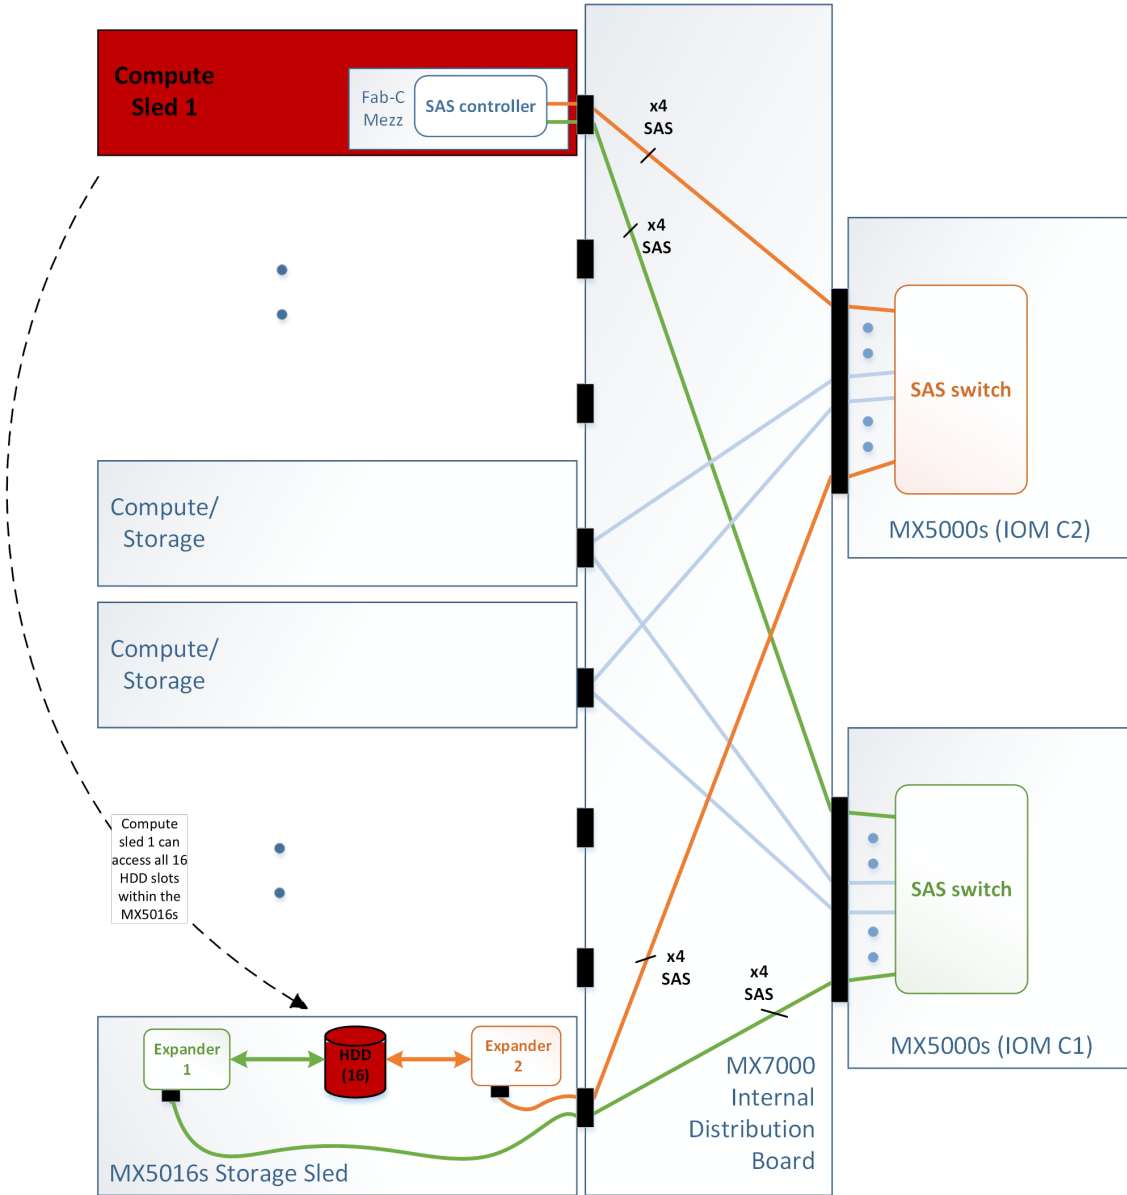 Compute
Sled 1
Fab-C
Mezz
SAS controller
x4
SAS
x4
SAS
SAS switch
MX5000s (IOM C2)
Compute/
Storage
Compute/
Storage
Compute
sled 1 can
access all 16
HDD slots
within the
MX5016s
SAS switch
MX5000s (IOM C1)
x4
SAS
x4
SAS
Expander
1
HDD
(16)
Expander
2
MX5016s Storage Sled
MX7000
Internal
Distribution
Board